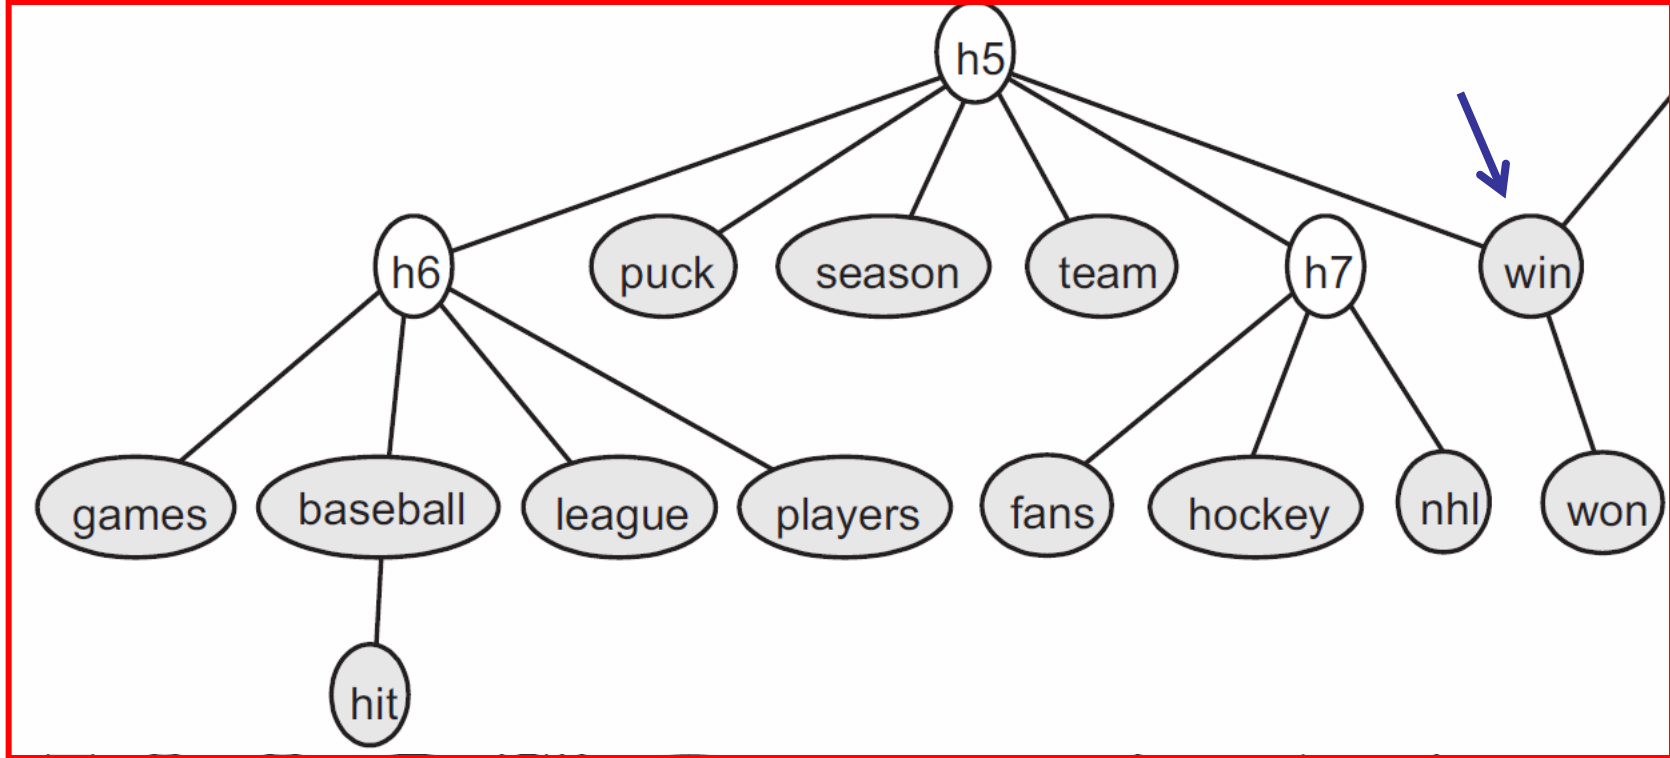 h5
h6 puck season team h7 win
games baseball league players fans hockey nhl won
hit